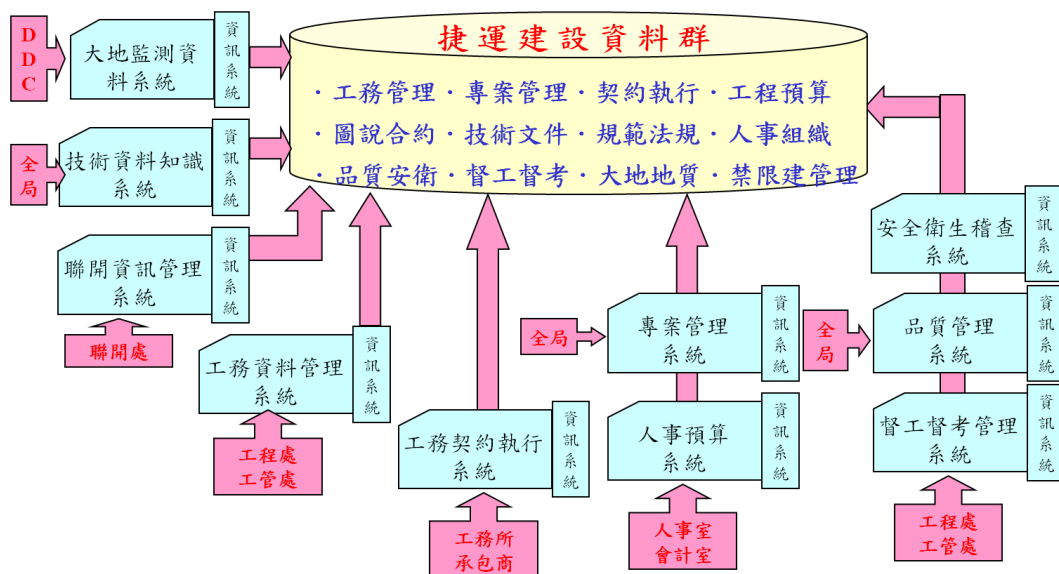 捷運建設資料群
·工務管理·專案管理·契約執行·工程預算
·圖說合約·技術文件·規範法規·人事組織
·品質安衛·督工督考·大地地質·禁限建管理
DDC
大地監測資
料系統
資訊系統
全局
技術資料知識
系統
資訊系統
聯開資訊管理
系統
資訊系統
聯開處
工務資料管理
系統
資訊系統
工程處
工管處
工務契約執行
系統
資訊系統
工務所
承包商
全局
專案管理
系統
資訊系統
人事預算
系統
資訊系統
人事室
會計室
安全衛生稽查
系統
資訊系統
全局
品質管理
系統
資訊系統
督工督考管理
系統
資訊系統
工程處
工管處